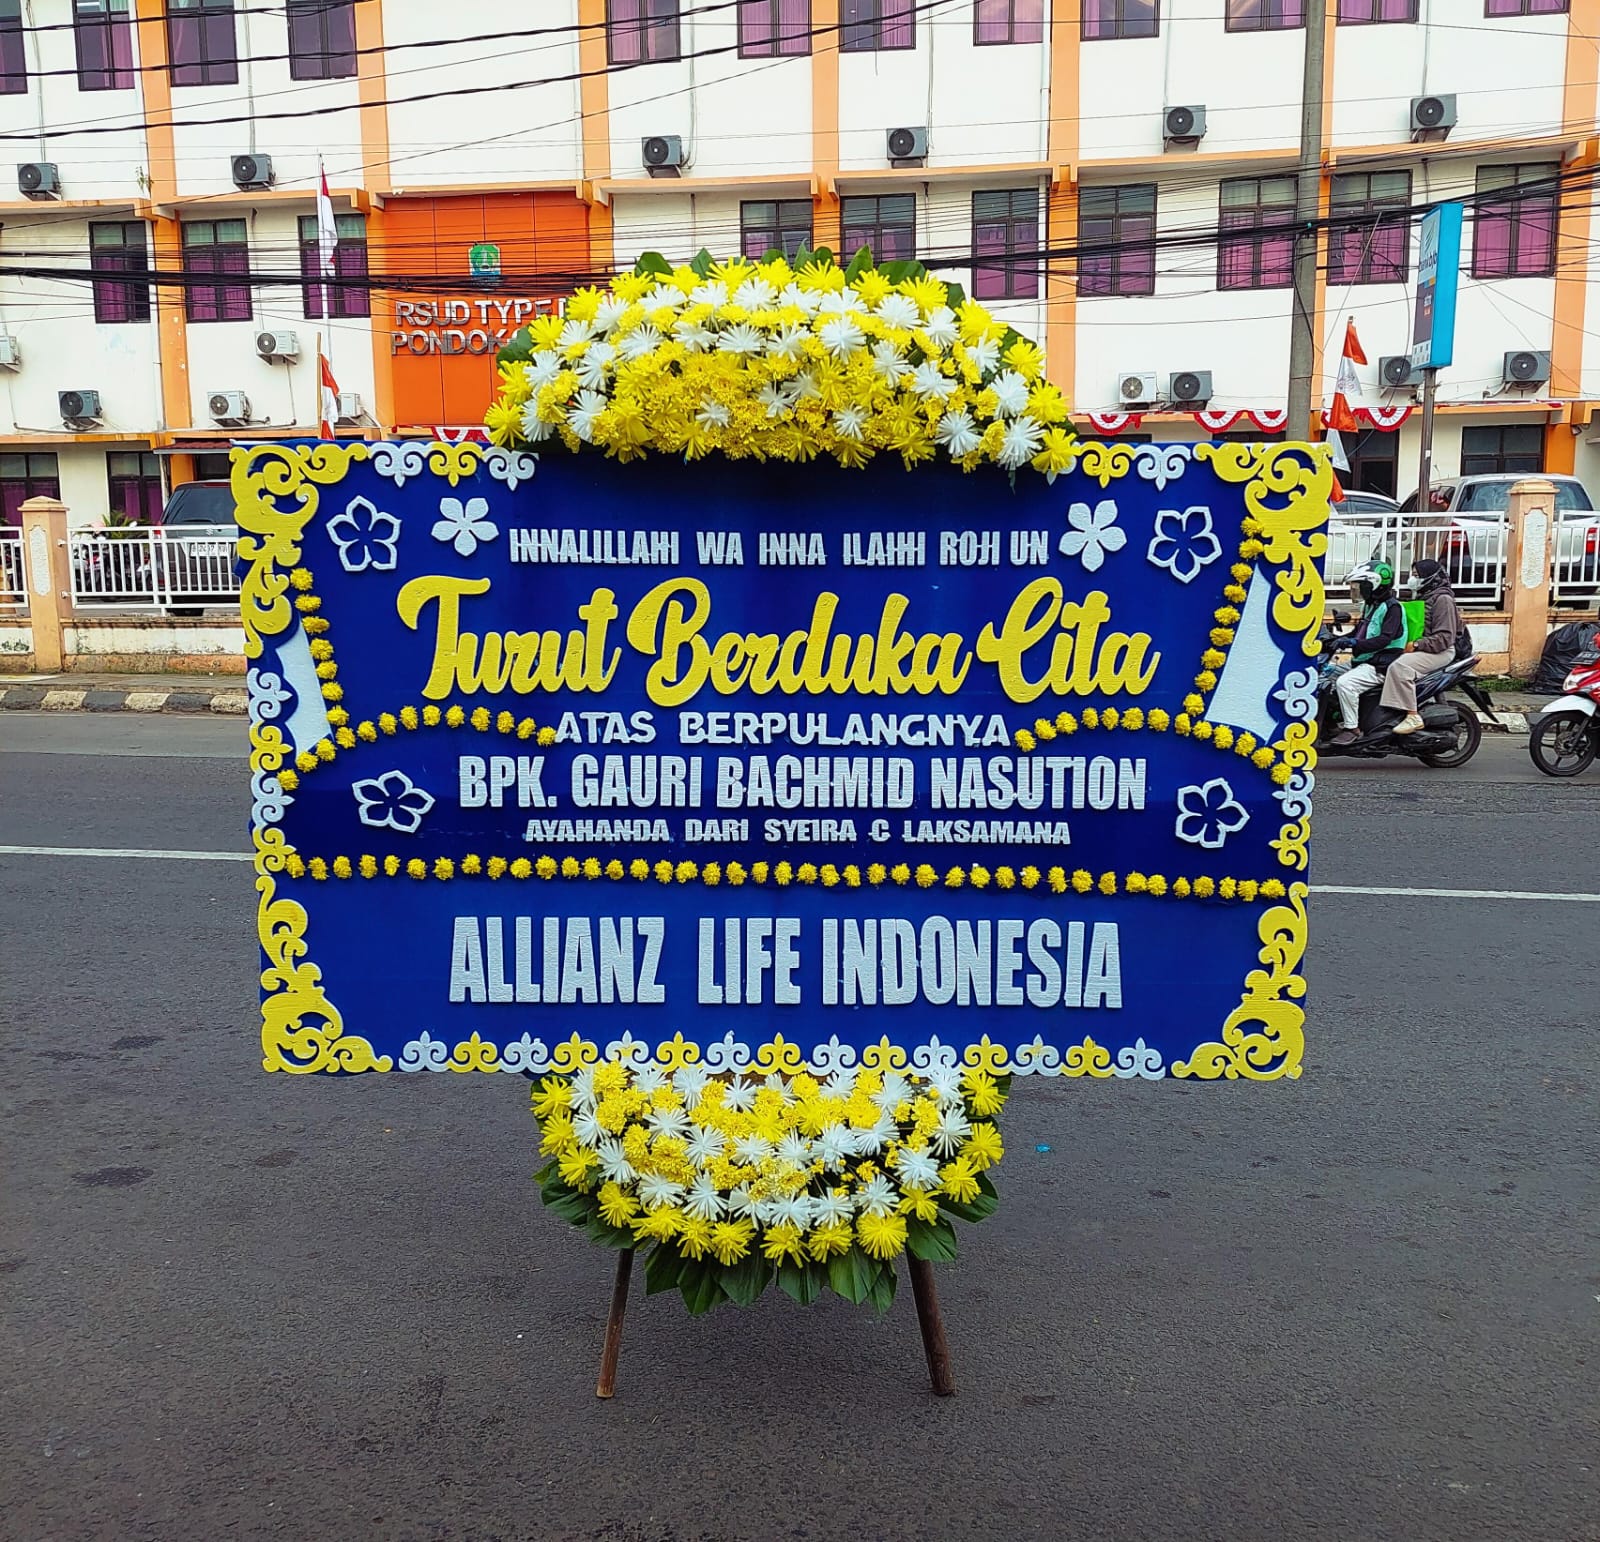 RSUD TYPE
INNALILLAHI WA INNA ILAIHI ROJI UN
Turut Berduka Cita
ATAS BERPULANGNYA
BPK. GAURI BACHMID NASUTION
AYAHANDA DARI SYEIRA C LAKSAMANA
ALLIANZ LIFE INDONESIA